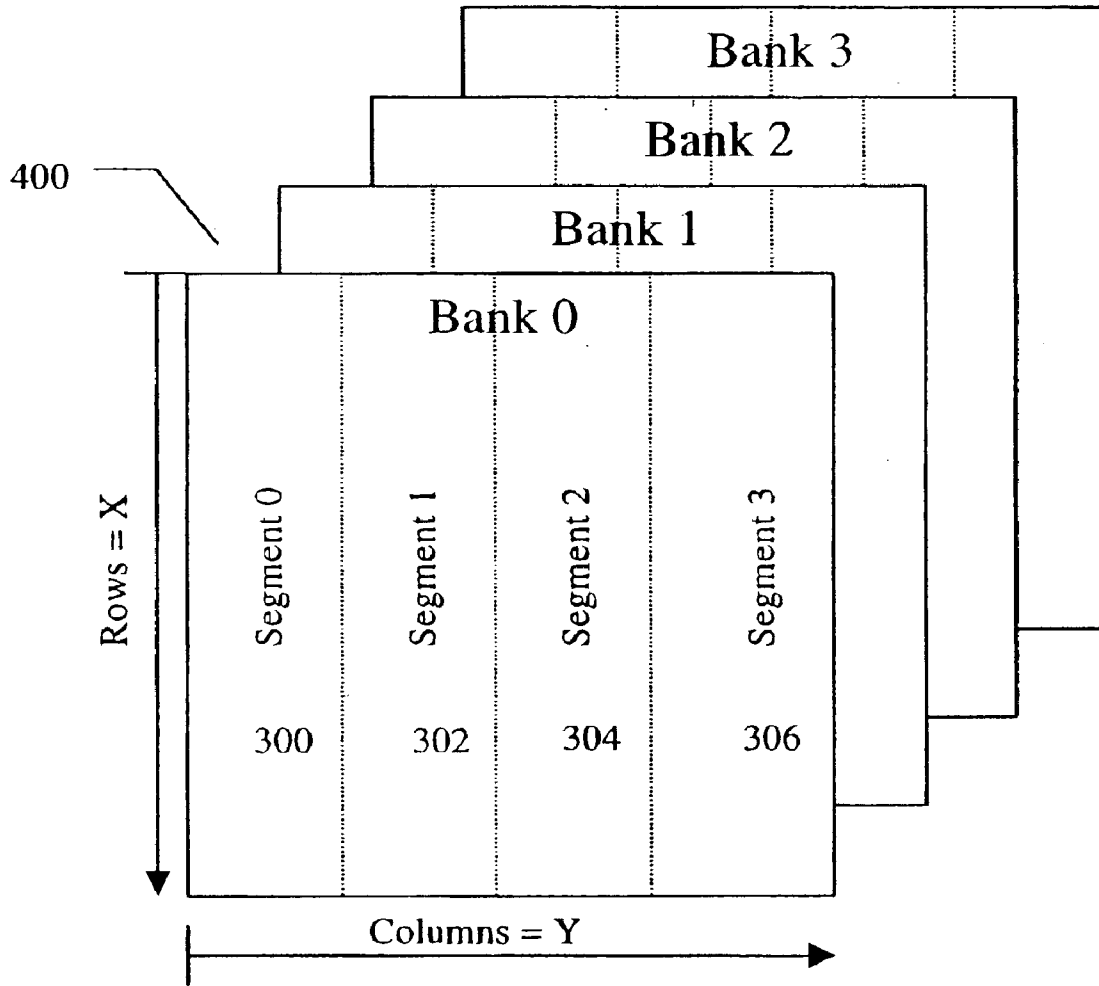 Bank 3
Bank 2
400
Bank 1
Bank 0
Rows = X
Segment 0
Segment 1
Segment 2
Segment 3
300
302
304
306
Columns = Y